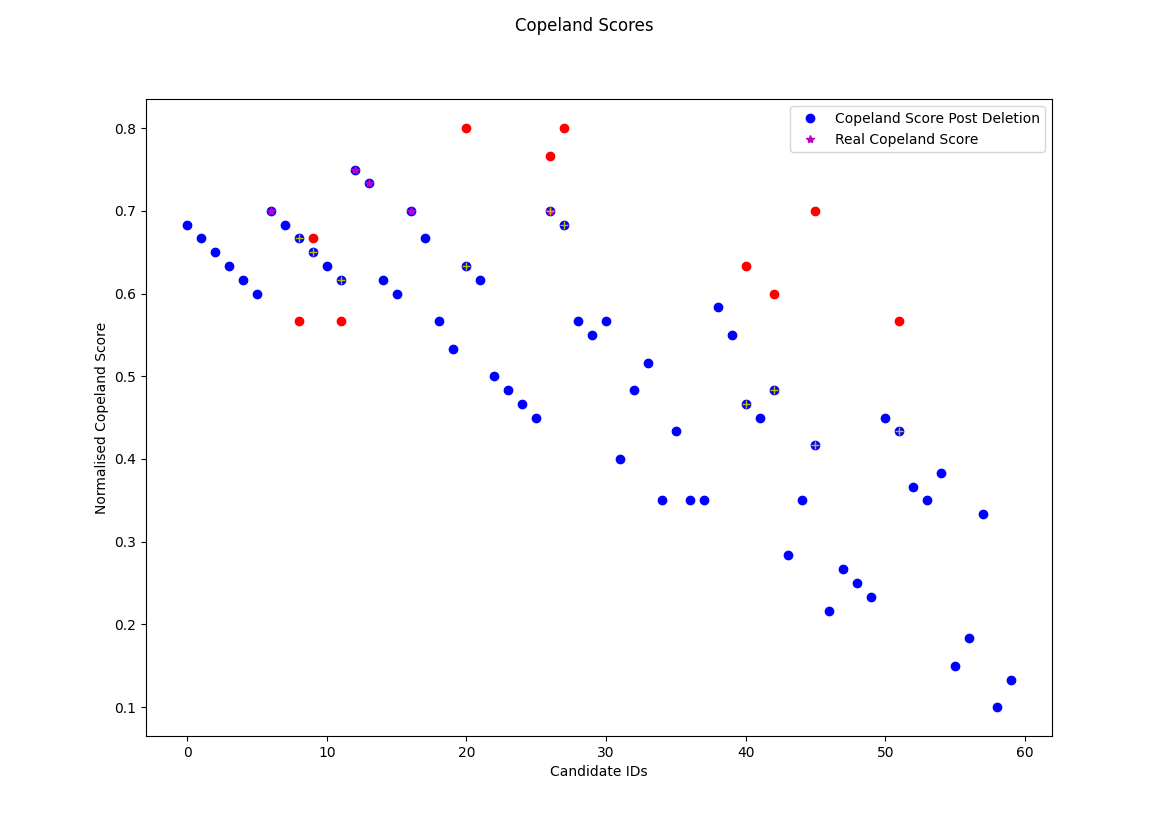 Copeland Scores
Copeland Score Post Deletion
Real Copeland Score
0.8
0.7
0.6
0.5
0.4
0.3
0.2
0.1
Normalised Copeland Score
0 10 20 30 40 50 60
Candidate IDs